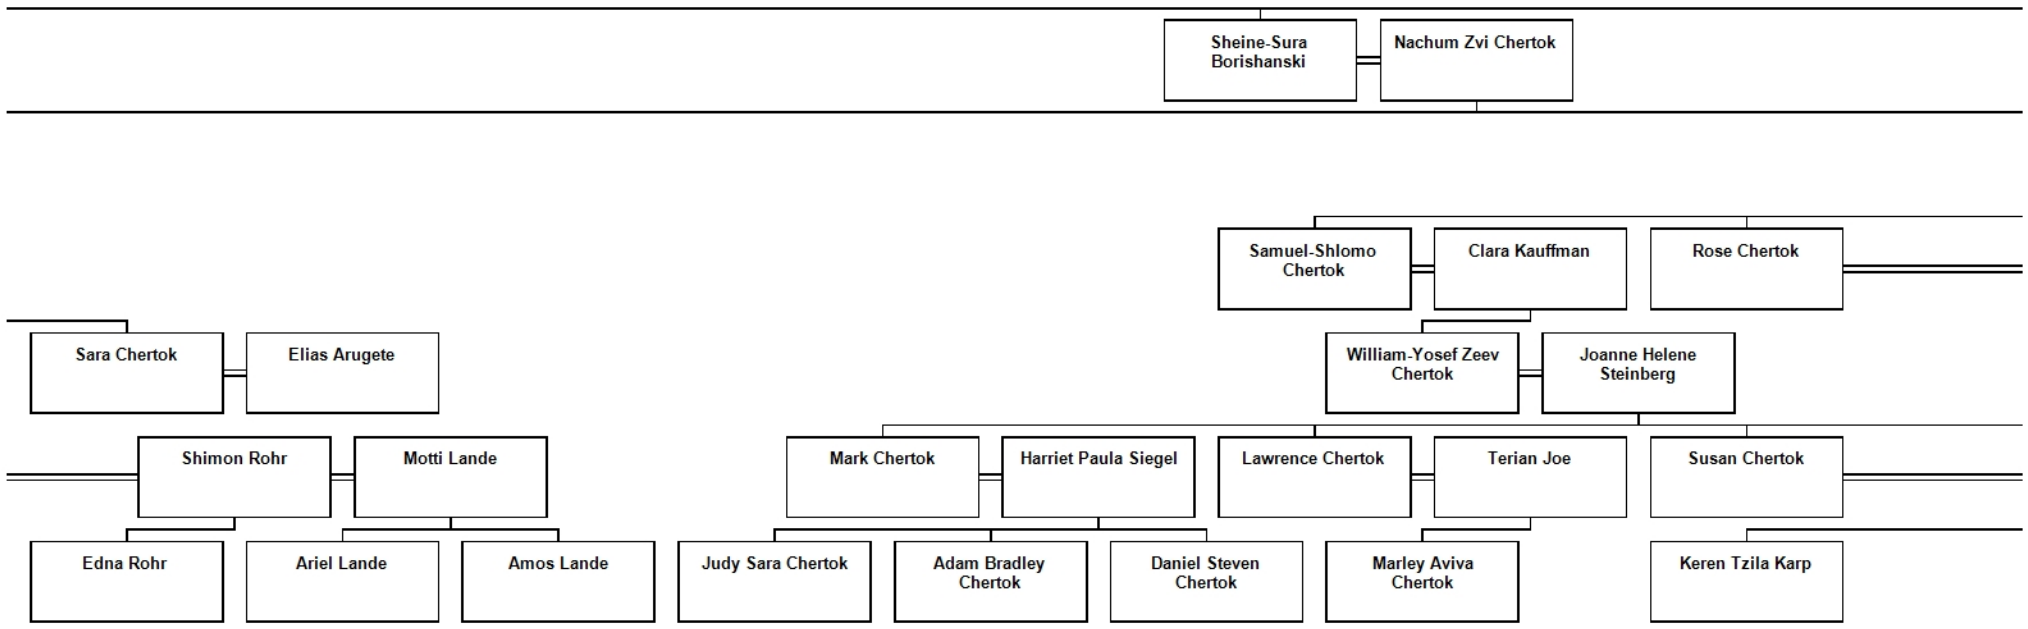 Sheine-Sura
Borishanski
Nachum Zvi Chertok
Samuel-Shlomo
Chertok
Clara Kauffman
Rose Chertok
Sara Chertok
Elias Arugete
William-Yosef Zeev
Chertok
Joanne Helene
Steinberg
Shimon Rohr
Motti Lande
Mark Chertok
Harriet Paula Siegel
Lawrence Chertok
Terian Joe
Susan Chertok
Edna Rohr
Ariel Lande
Amos Lande
Judy Sara Chertok
Adam Bradley
Chertok
Daniel Steven
Chertok
Marley Aviva
Chertok
Keren Tzila Karp